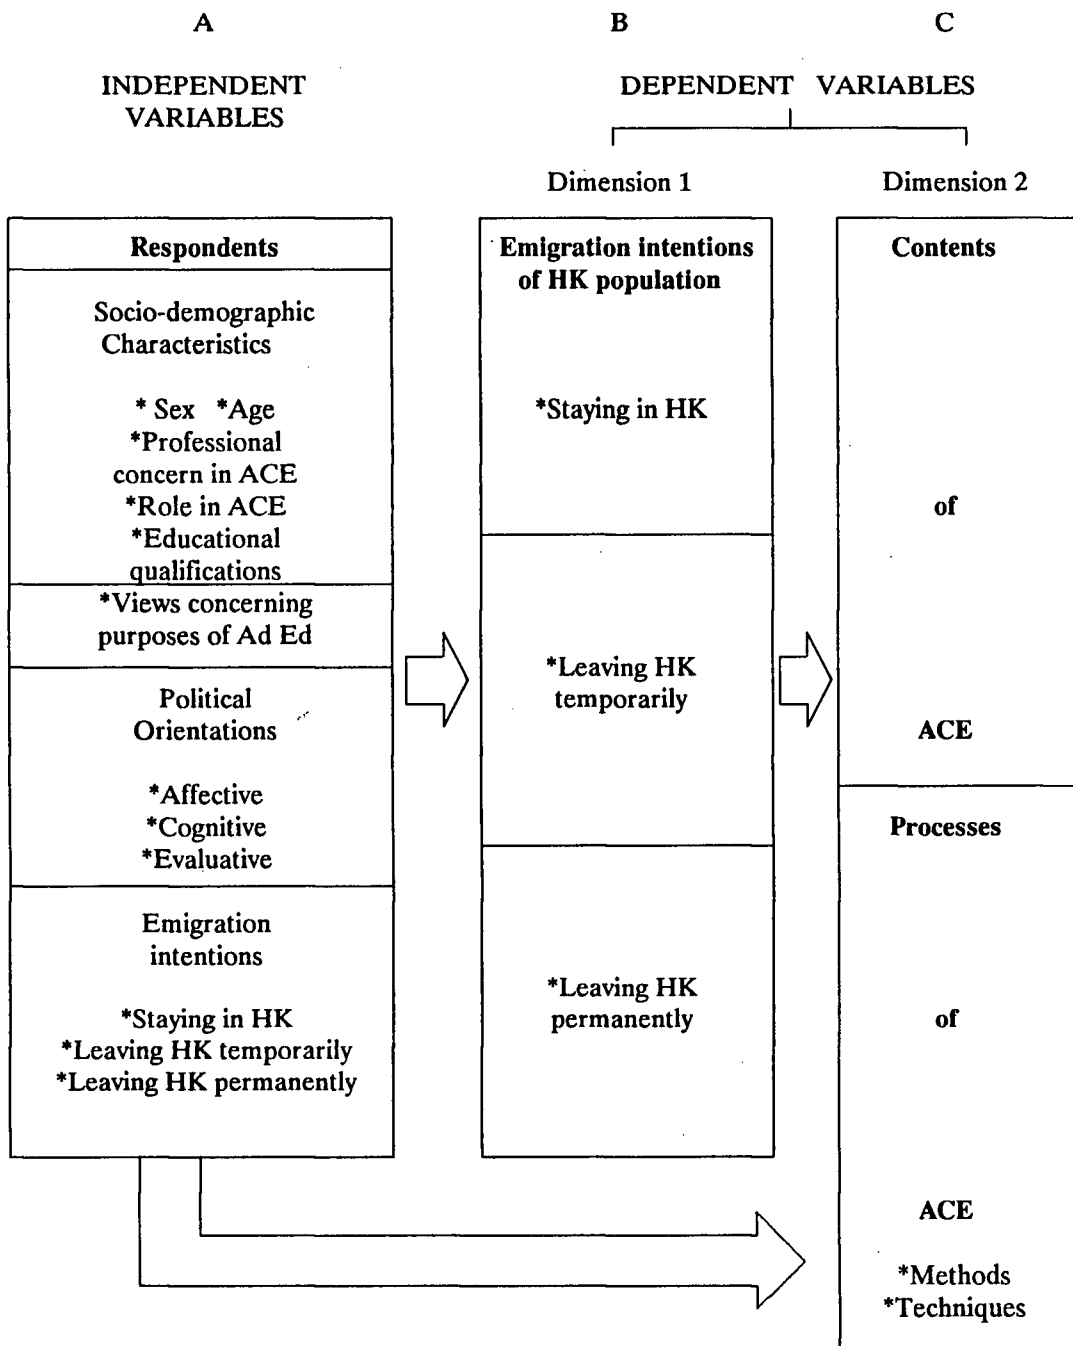 A
B
C
INDEPENDENT
VARIABLES
DEPENDENT VARIABLES
Dimension 1
Dimension 2
Respondents
Socio-demographic
Characteristics
* Sex *Age
*Professional
concern in ACE
*Role in ACE
*Educational
qualifications
*Views concerning
purposes of Ad Ed
Political
Orientations
*Affective
*Cognitive
*Evaluative
Emigration
intentions
*Staying in HK
*Leaving HK temporarily
*Leaving HK permanently
Emigration intentions
of HK population
*Staying in HK
*Leaving HK
temporarily
*Leaving HK
permanently
Contents
of
ACE
Processes
of
ACE
*Methods
*Techniques